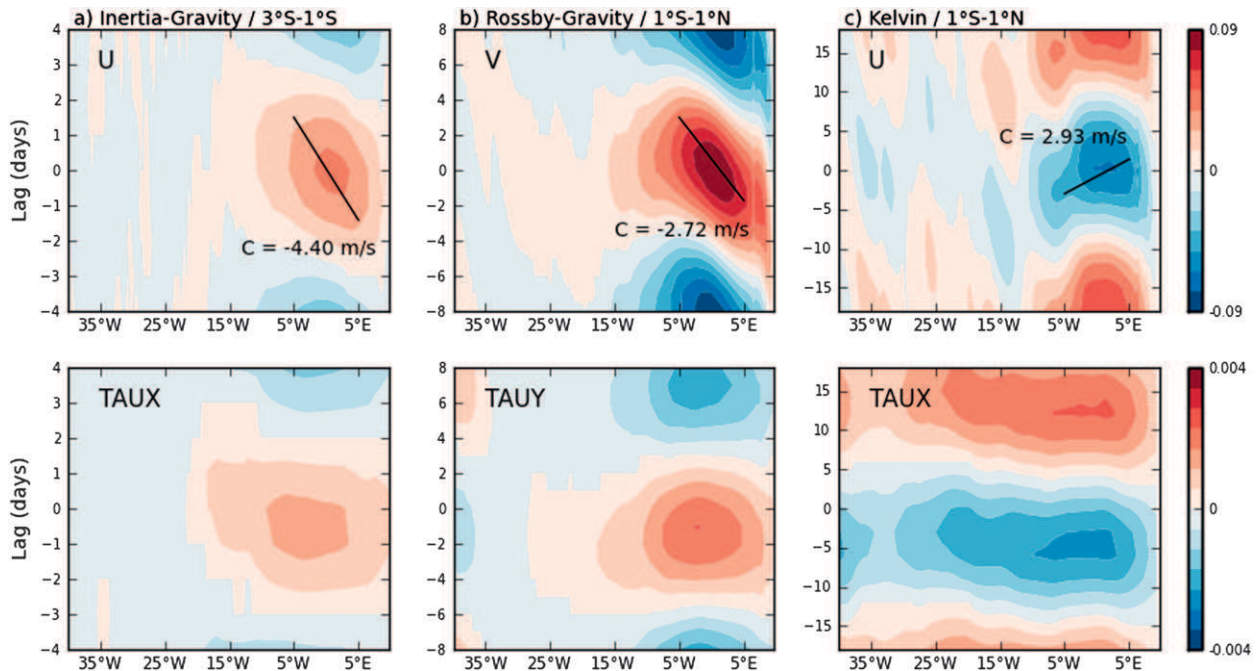 a) Inertia-Gravity / 3°S-1°S
b) Rossby-Gravity / 1°S-1°N
c) Kelvin / 1°S-1°N
Lag (days)
4
3
2
1
0
−1
−2
−3
−4
U
C = -4.40 m/s
35°W 25°W 15°W 5°W 5°E
8
6
4
2
0
−2
−4
−6
−8
V
C = -2.72 m/s
35°W 25°W 15°W 5°W 5°E
15
10
5
0
−5
−10
−15
U
C = 2.93 m/s
35°W 25°W 15°W 5°W 5°E
0.09
0
-0.09
Lag (days)
4
3
2
1
0
−1
−2
−3
−4
TAUX
35°W 25°W 15°W 5°W 5°E
8
6
4
2
0
−2
−4
−6
−8
TAUY
35°W 25°W 15°W 5°W 5°E
15
10
5
0
−5
−10
−15
TAUX
35°W 25°W 15°W 5°W 5°E
0.004
0
-0.004